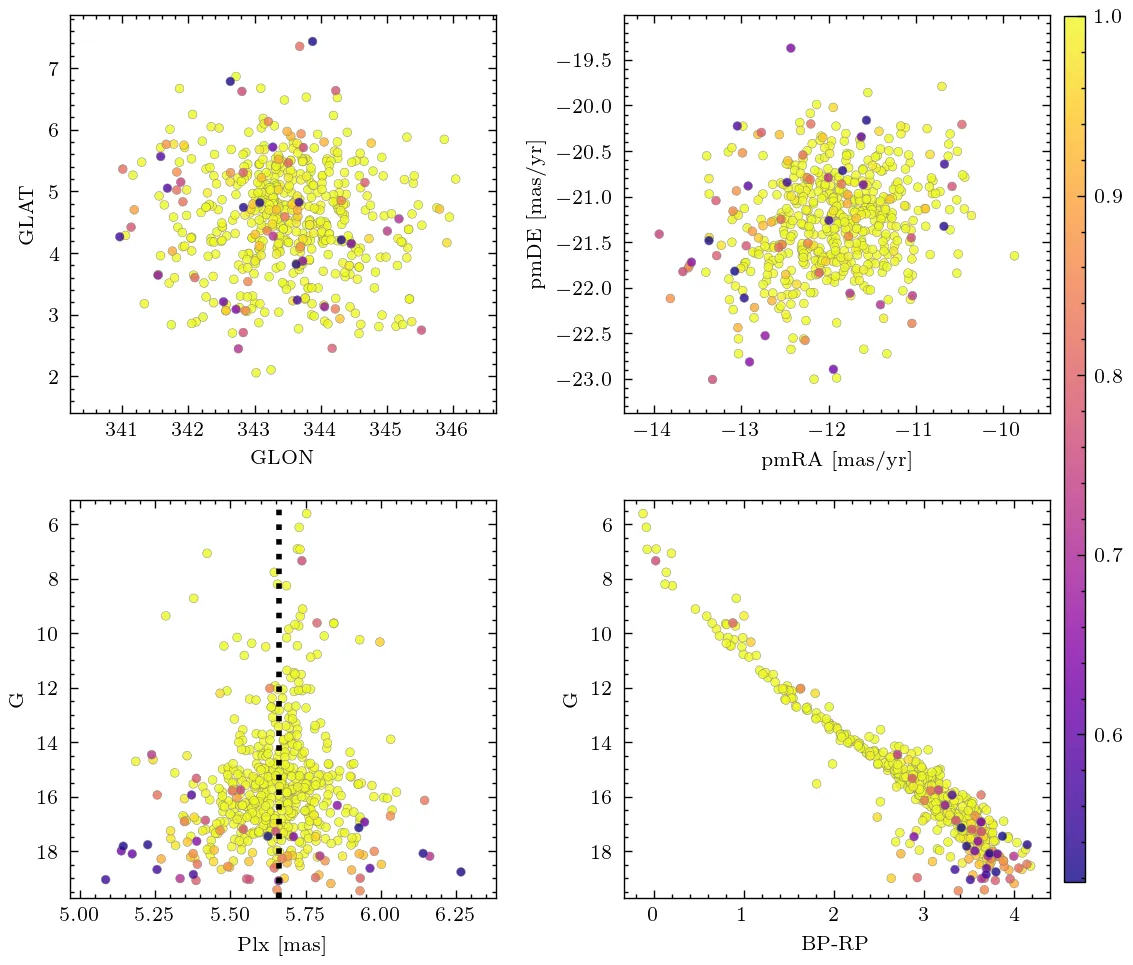 7
6
5
4
3
2
GLAT
341 342 343 344 345 346
GLON
−19.5
−20.0
−20.5
−21.0
−21.5
−22.0
−22.5
−23.0
pmDE [mas/yr]
−14 −13 −12 −11 −10
pmRA [mas/yr]
1.0
0.9
0.8
0.7
0.6
6
8
10
12
14
16
18
G
5.00 5.25 5.50 5.75 6.00 6.25
Plx [mas]
6
8
10
12
14
16
18
G
0 1 2 3 4
BP-RP